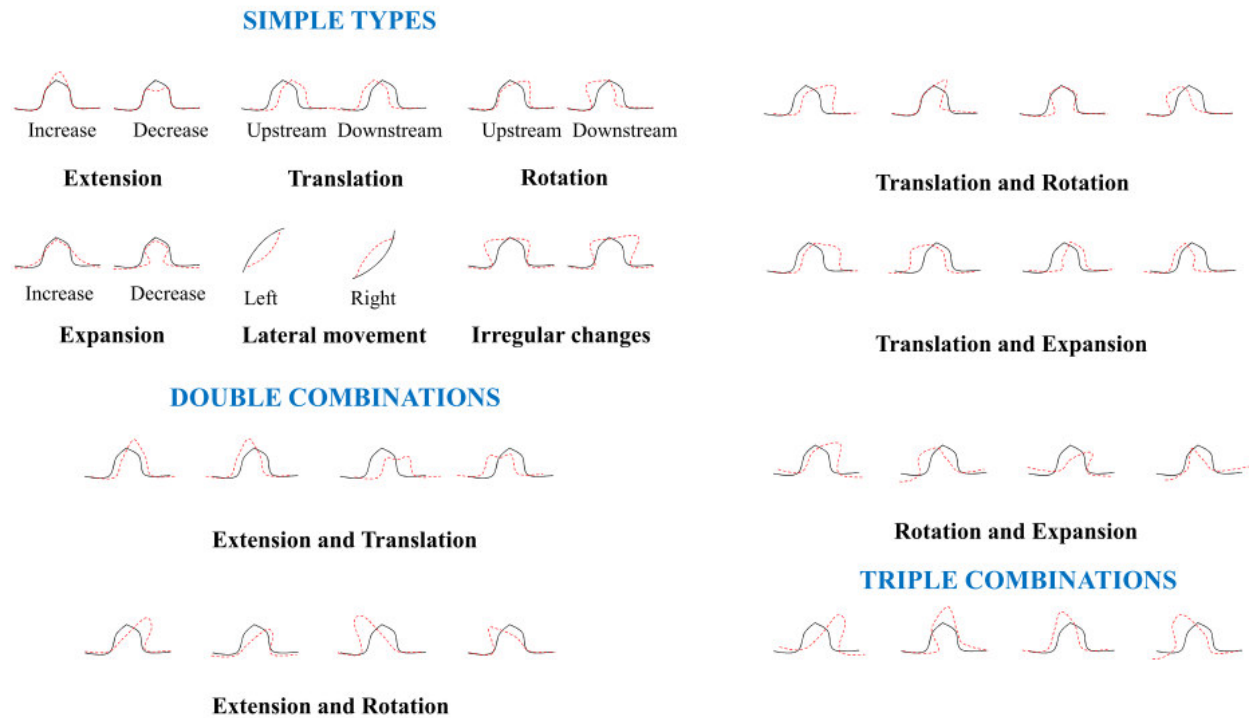 SIMPLE TYPES
Increase Decrease Upstream Downstream Upstream Downstream
Extension Translation Rotation
Increase Decrease Left Right
Expansion Lateral movement Irregular changes
DOUBLE COMBINATIONS
Extension and Translation
Extension and Rotation
Translation and Rotation
Translation and Expansion
Rotation and Expansion
TRIPLE COMBINATIONS